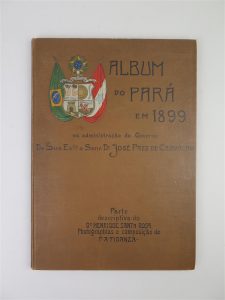 ALBUM
DO PARÁ
EM 1899
na administração do Governo
De Sua Exª o Senr. Dr. JOSÉ PAES DE CARVALHO
Parte
descriptiva do
Dr HENRIQUE SANTA ROSA
Photographias e composição de
F.A. FIDANZA